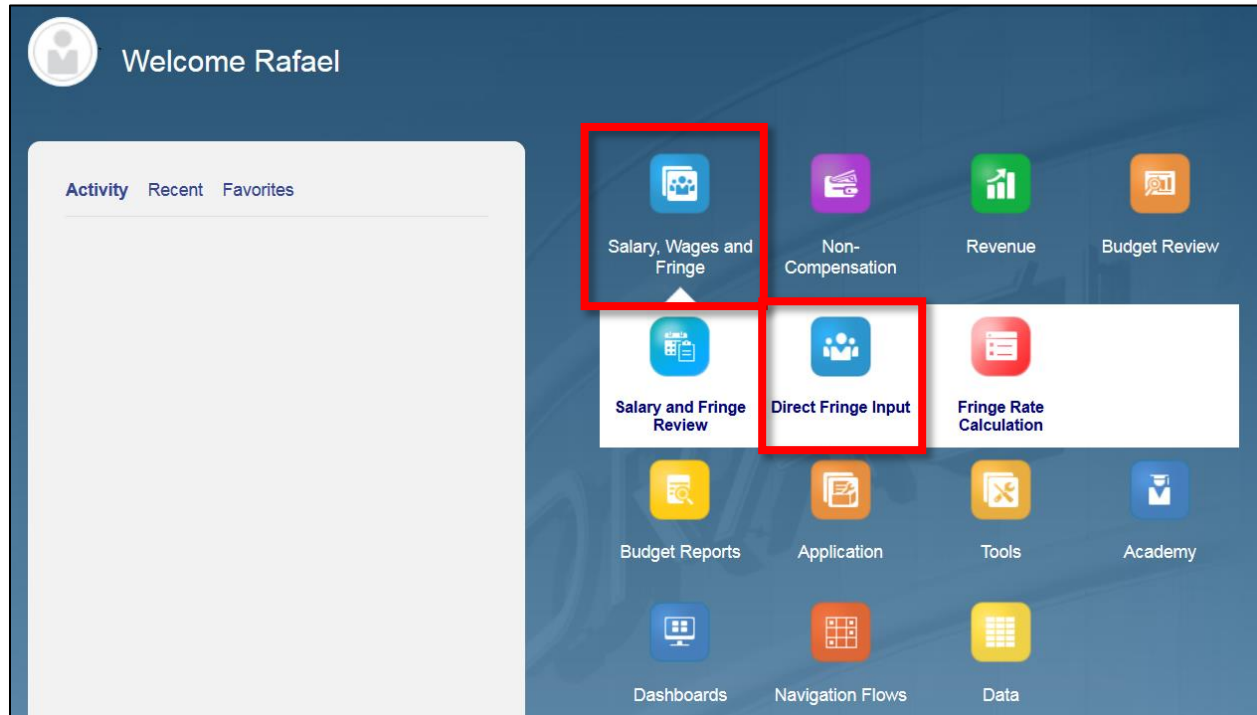 Welcome Rafael
Activity Recent Favorites
Salary, Wages and
Fringe
Non-
Compensation
Revenue
Budget Review
Salary and Fringe
Review
Direct Fringe Input
Fringe Rate
Calculation
Budget Reports
Application
Tools
Academy
Dashboards
Navigation Flows
Data